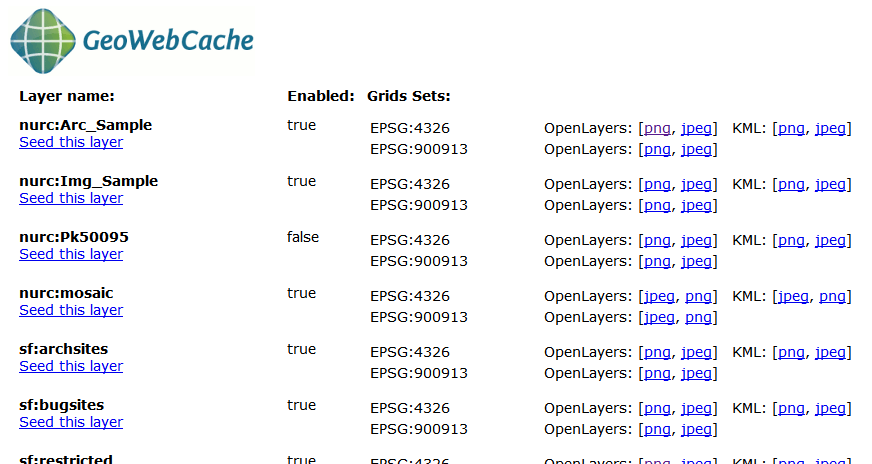 GeoWebCache
Layer name: Enabled: Grids Sets:
nurc:Arc_Sample true EPSG:4326 OpenLayers: [png, jpeg] KML: [png, jpeg]
Seed this layer EPSG:900913 OpenLayers: [png, jpeg]
nurc:Img_Sample true EPSG:4326 OpenLayers: [png, jpeg] KML: [png, jpeg]
Seed this layer EPSG:900913 OpenLayers: [png, jpeg]
nurc:Pk50095 false EPSG:4326 OpenLayers: [png, jpeg] KML: [png, jpeg]
Seed this layer EPSG:900913 OpenLayers: [png, jpeg]
nurc:mosaic true EPSG:4326 OpenLayers: [jpeg, png] KML: [jpeg, png]
Seed this layer EPSG:900913 OpenLayers: [jpeg, png]
sf:archsites true EPSG:4326 OpenLayers: [png, jpeg] KML: [png, jpeg]
Seed this layer EPSG:900913 OpenLayers: [png, jpeg]
sf:bugsites true EPSG:4326 OpenLayers: [png, jpeg] KML: [png, jpeg]
Seed this layer EPSG:900913 OpenLayers: [png, jpeg]
sf:restricted true EPSG:4326 OpenLayers: [png, jpeg] KML: [png, jpeg]